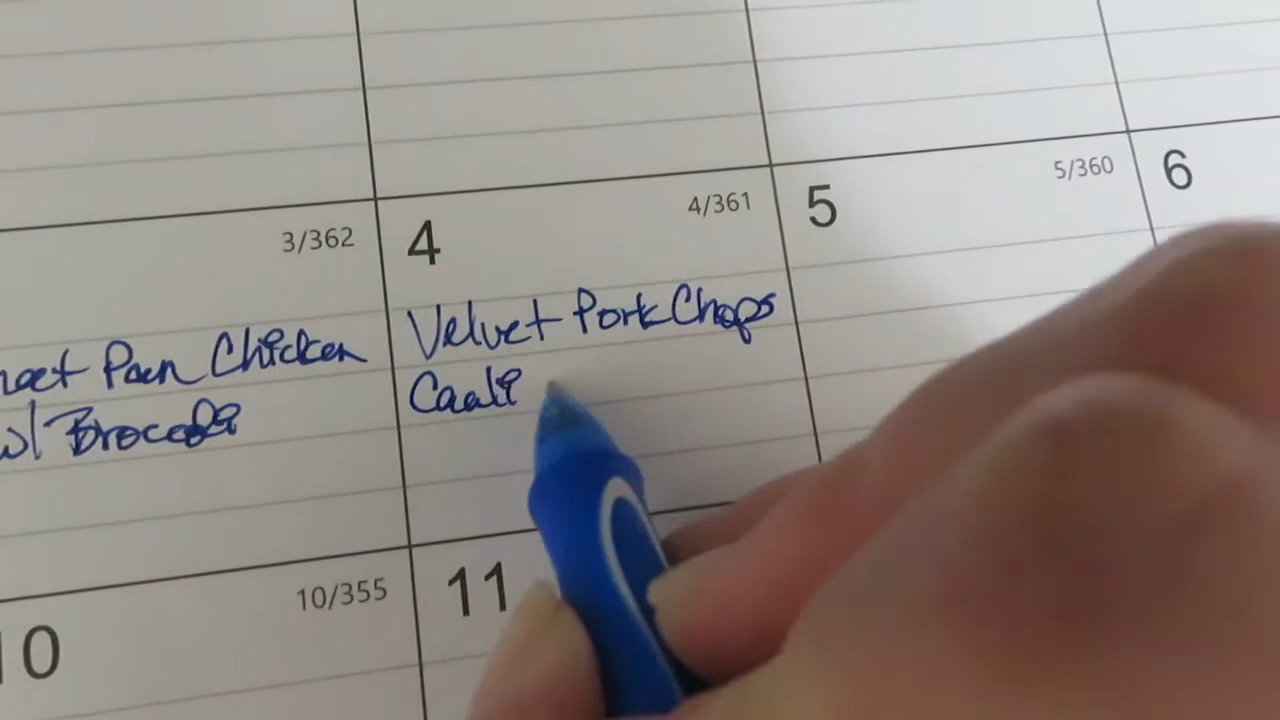 3/362
4
4/361
5
5/360
6
Pan Chicken
w/ Broccoli
Velvet Pork Chops
Cauli
10
10/355
11